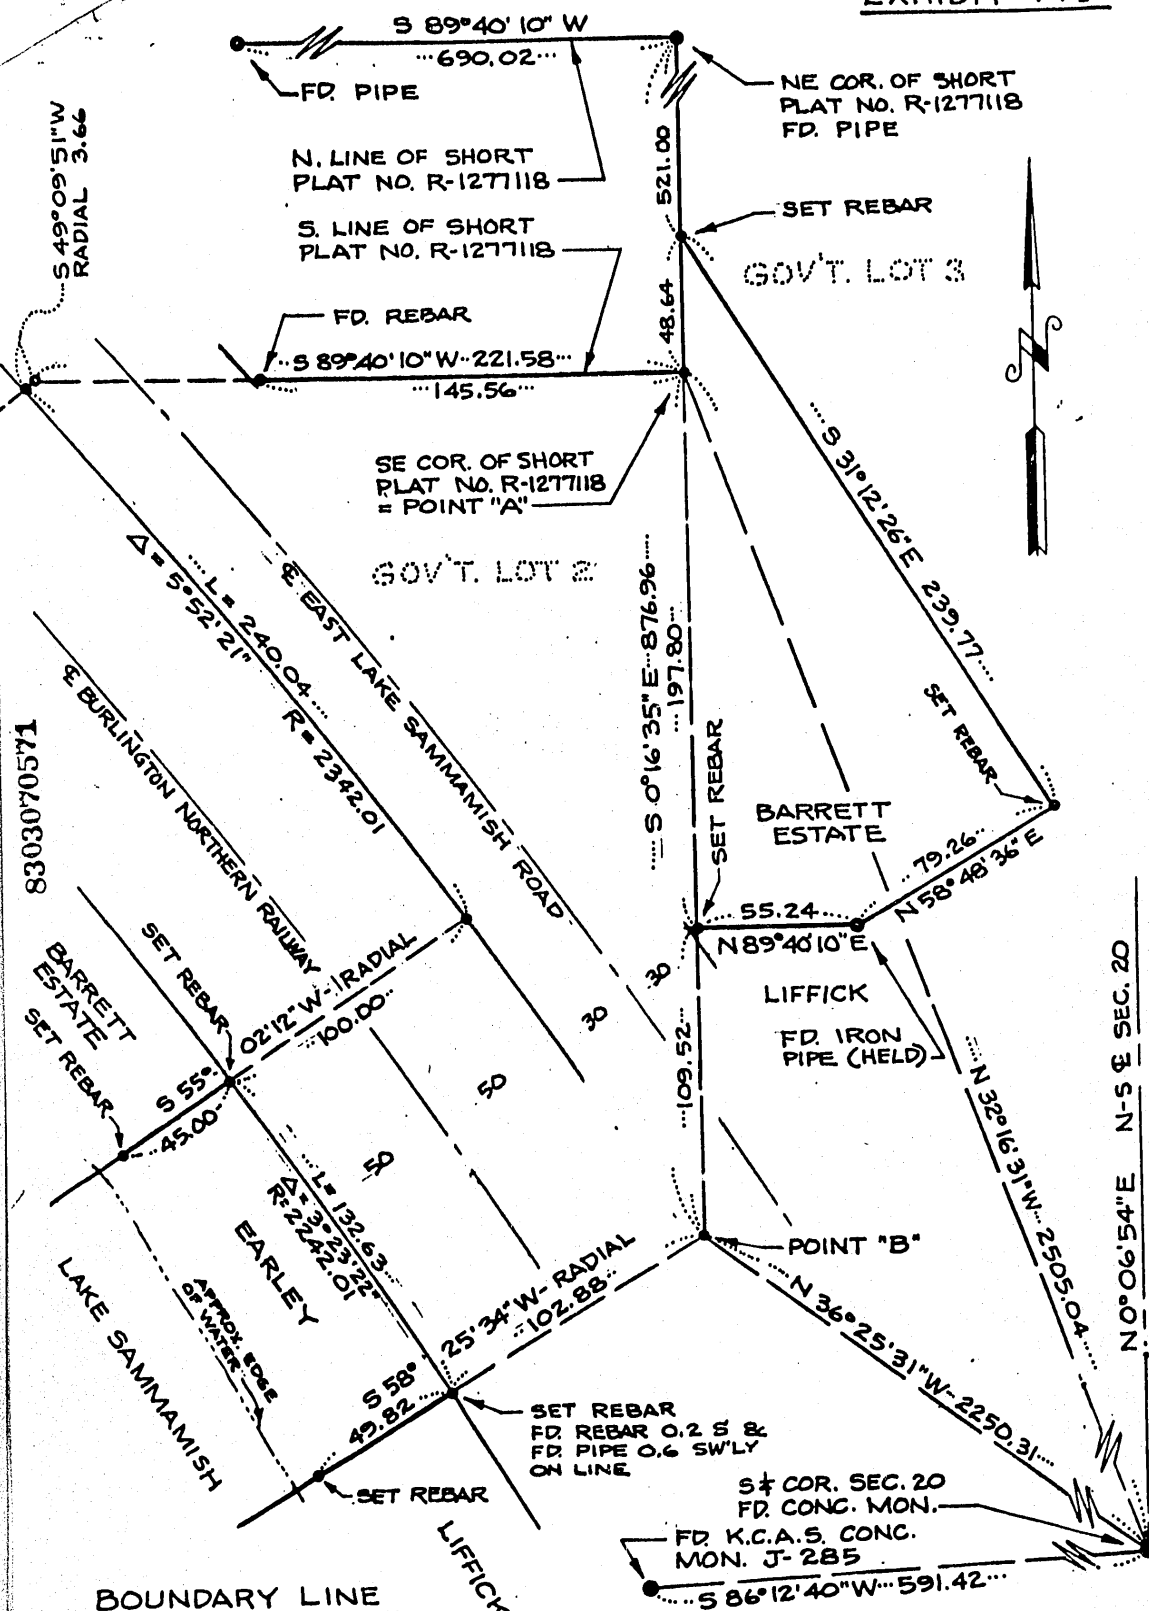 S 89°40'10" W
690.02
FD. PIPE
NE COR. OF SHORT
PLAT NO. R-1277118
FD. PIPE
S 49°09'51"W
RADIAL 3.66
N. LINE OF SHORT
PLAT NO. R-1277118
521.00
SET REBAR
S. LINE OF SHORT
PLAT NO. R-1277118
GOV'T. LOT 3
48.64
FD. REBAR
S 89°40'10"W 221.58
145.56
SE COR. OF SHORT
PLAT NO. R-1277118
= POINT "A"
S 31°12'26"E 239.77
GOV'T. LOT 2
Δ = 5°52'21"
L = 240.04
R = 2342.01
℄ EAST LAKE SAMMAMISH ROAD
℄ BURLINGTON NORTHERN RAILWAY
S 0°16'35"E 876.96
197.80
SET REBAR
SET REBAR
8303070571
BARRETT
ESTATE
79.26
N 58°48'36"E
55.24
N 89°40'10"E
LIFFICK
FD. IRON
PIPE (HELD)
30
30
50
50
109.52
SET REBAR
BARRETT
ESTATE
SET REBAR
S 55° 02'12" W-RADIAL
100.00
45.00
N 32°16'31"W 2505.04
N 0°06'54"E N-S ℄ SEC. 20
L= 132.63
Δ= 3°23'22"
R= 2242.01
EARLEY
POINT "B"
LAKE SAMMAMISH
APPROX. EDGE
OF WATER
S 58° 25'34"W-RADIAL
102.88
49.82
N 36°25'31"W 2250.31
SET REBAR
FD. REBAR 0.2 S &
FD. PIPE 0.6 SW'LY
ON LINE
SET REBAR
S¼ COR. SEC. 20
FD. CONC. MON.
FD. K.C.A.S. CONC.
MON. J-285
S 86°12'40"W 591.42
LIFFICK
BOUNDARY LINE